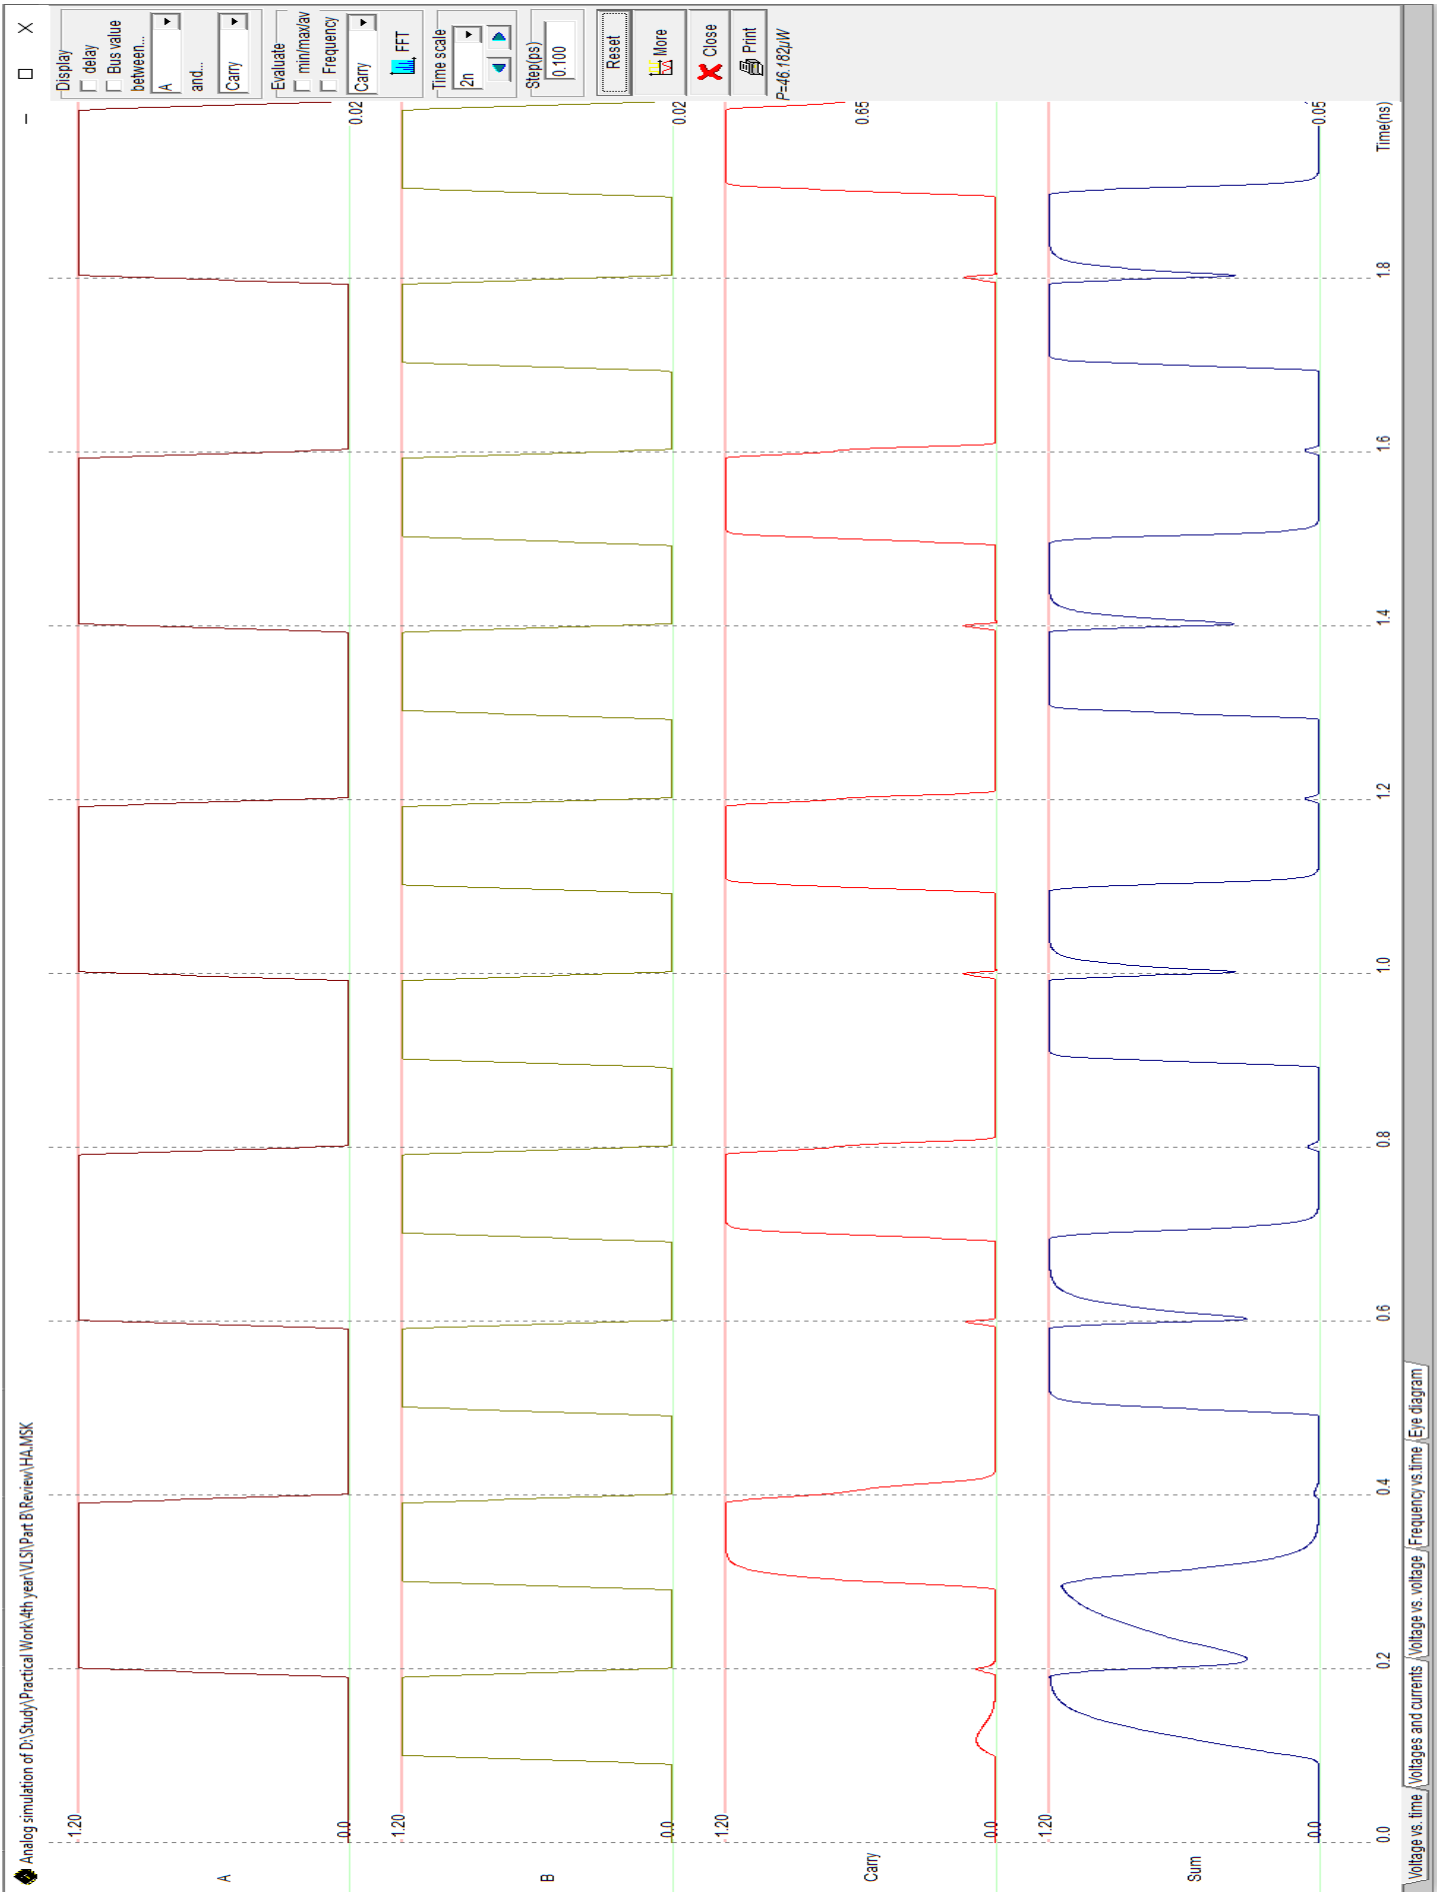 Analog simulation of D:\Study\Practical Work\4th year\VLSI\Part B\Review\HA.MSK
A
1.20
0.0
0.02
B
1.20
0.0
0.02
Carry
1.20
0.0
0.65
Sum
1.20
0.0
0.05
0.0
0.2
0.4
0.6
0.8
1.0
1.2
1.4
1.6
1.8
Time(ns)
Display
delay
Bus value
between...
A
and...
Carry
Evaluate
min/max/av
Frequency
Carry
FFT
Time scale
2n
Step(ps)
0.100
Reset
More
Close
Print
P=46.182µW
Voltage vs. time
Voltages and currents
Voltage vs. voltage
Frequency vs.time
Eye diagram